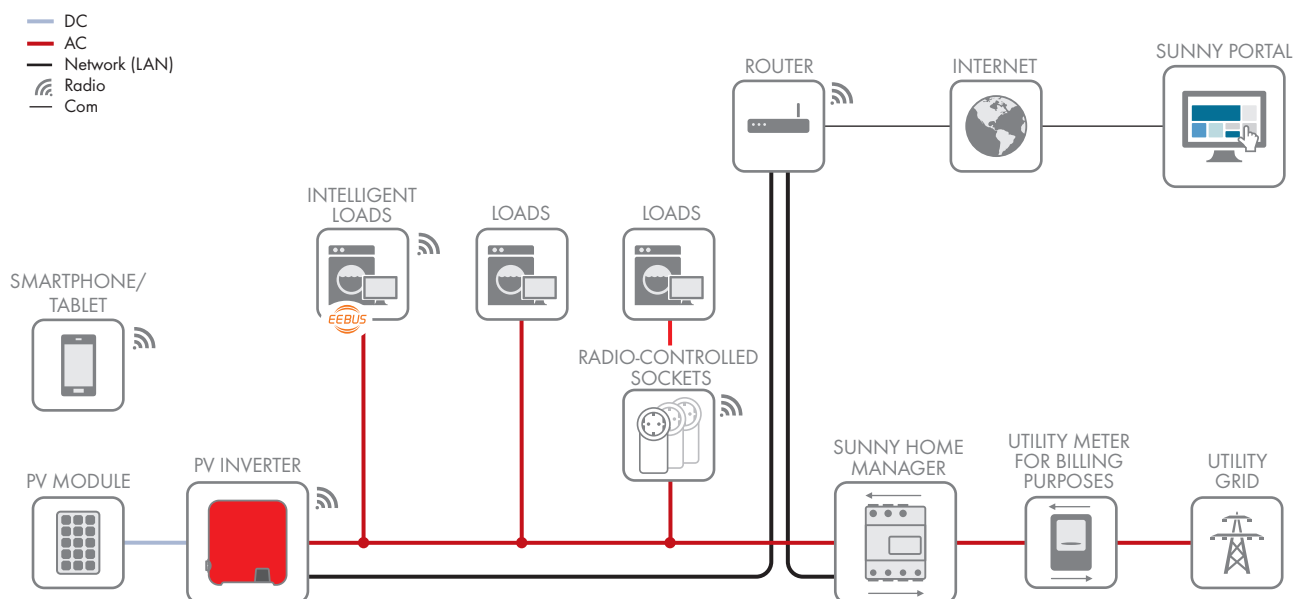 DC
AC
Network (LAN)
Radio
Com
ROUTER
INTERNET
SUNNY PORTAL
INTELLIGENT
LOADS
LOADS
LOADS
EEBUS
SMARTPHONE/
TABLET
RADIO-CONTROLLED
SOCKETS
PV MODULE
PV INVERTER
SUNNY HOME
MANAGER
UTILITY METER
FOR BILLING
PURPOSES
UTILITY
GRID